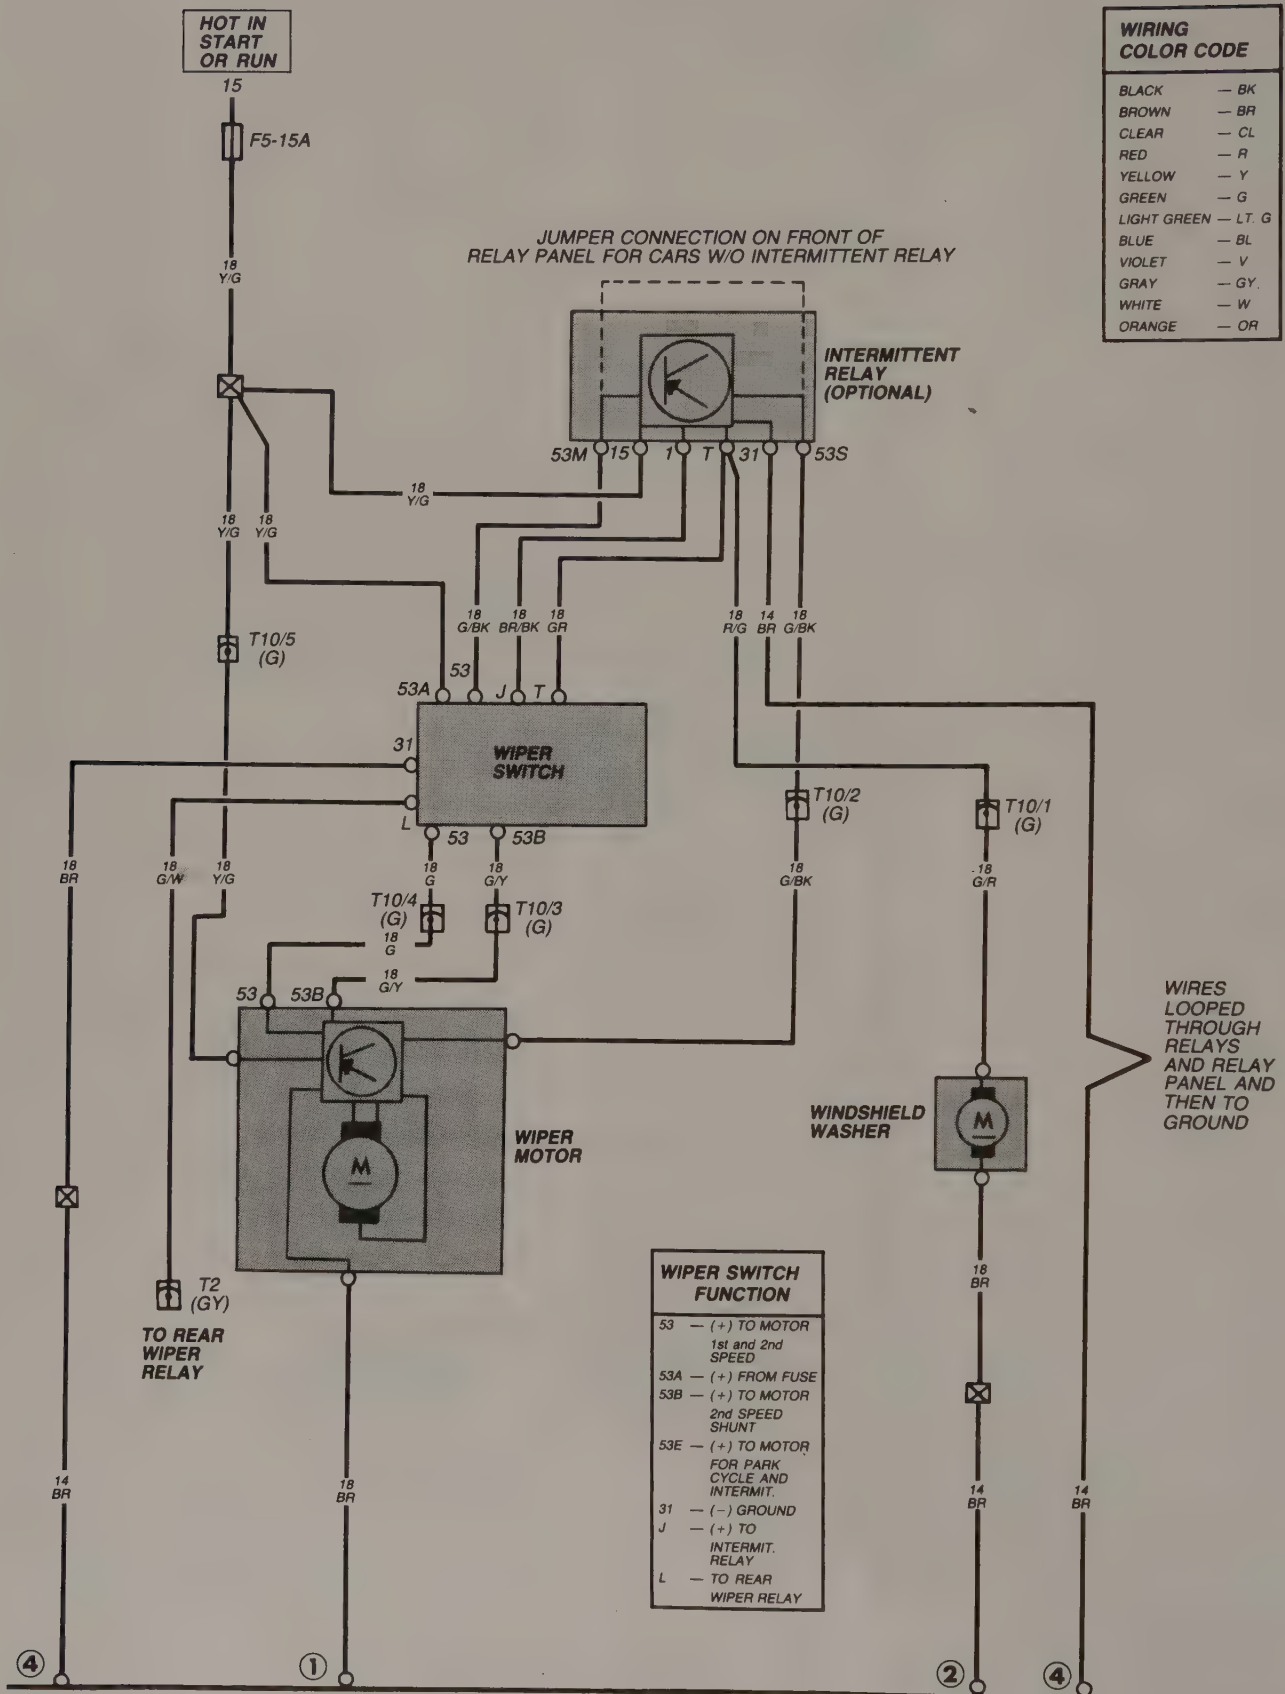 HOT IN
START
OR RUN
15
F5-15A
18
Y/G
WIRING
COLOR CODE
BLACK — BK
BROWN — BR
CLEAR — CL
RED — R
YELLOW — Y
GREEN — G
LIGHT GREEN — LT. G
BLUE — BL
VIOLET — V
GRAY — GY.
WHITE — W
ORANGE — OR
JUMPER CONNECTION ON FRONT OF
RELAY PANEL FOR CARS W/O INTERMITTENT RELAY
INTERMITTENT
RELAY
(OPTIONAL)
53M 15 1 T 31 53S
18
Y/G
18
Y/G
18
Y/G
18
G/BK
18
BR/BK
18
GR
18
R/G
14
BR
18
G/BK
T10/5
(G)
53A 53 J T
31
WIPER
SWITCH
L 53 53B
T10/2
(G)
T10/1
(G)
18
BR
18
G/W
18
Y/G
18
G
18
G/Y
18
G/BK
18
G/R
T10/4
(G)
T10/3
(G)
18
G
18
G/Y
53 53B
WIRES
LOOPED
THROUGH
RELAYS
AND RELAY
PANEL AND
THEN TO
GROUND
M
WIPER
MOTOR
WINDSHIELD
WASHER
M
T2
(GY)
TO REAR
WIPER
RELAY
18
BR
WIPER SWITCH
FUNCTION
53 — (+) TO MOTOR
1st and 2nd
SPEED
53A — (+) FROM FUSE
53B — (+) TO MOTOR
2nd SPEED
SHUNT
53E — (+) TO MOTOR
FOR PARK
CYCLE AND
INTERMIT.
31 — (-) GROUND
J — (+) TO
INTERMIT.
RELAY
L — TO REAR
WIPER RELAY
14
BR
18
BR
14
BR
14
BR
4
1
2
4